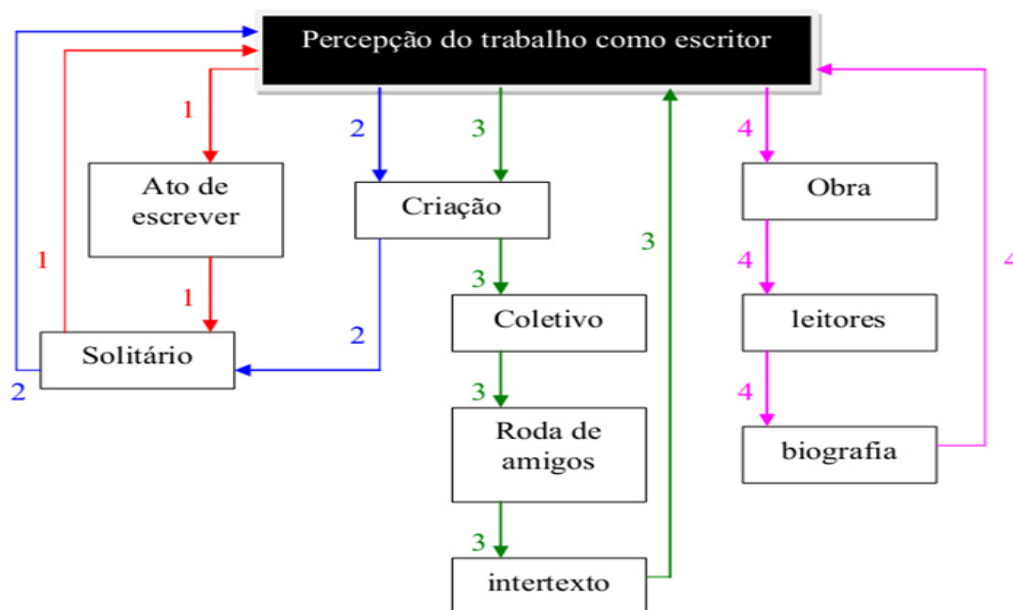 Percepção do trabalho como escritor
1
2
3
4
Ato de
escrever
Criação
Obra
1
1
3
3
4
Coletivo
leitores
4
2
Solitário
2
3
4
Roda de
amigos
biografia
3
intertexto